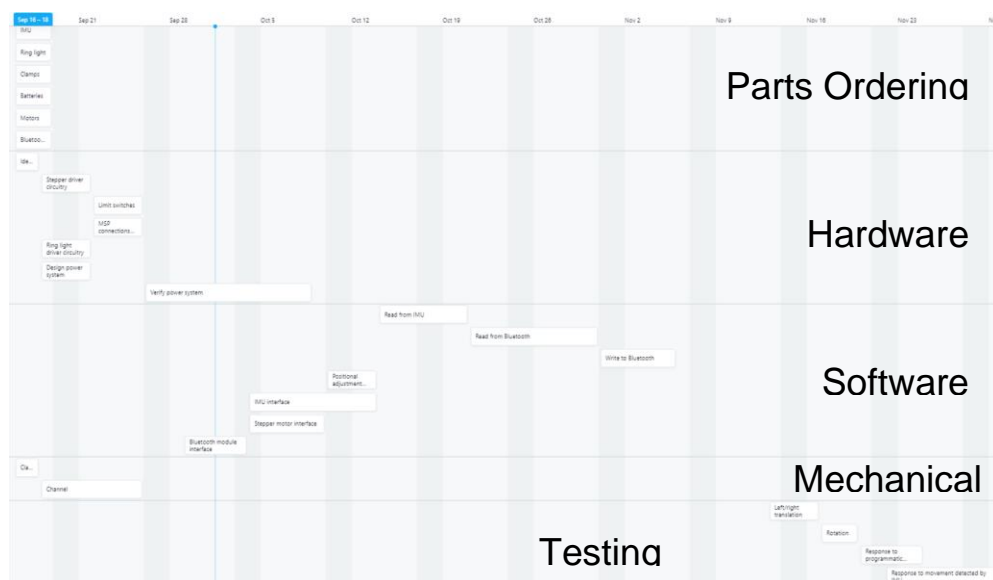 Sep 16 – 18 Sep 21 Sep 28 Oct 5 Oct 12 Oct 19 Oct 26 Nov 2 Nov 9 Nov 16 Nov 23
IMU
Ring light
Clamps
Batteries
Motors
Bluetoo...
Parts Ordering
Ide...
Stepper driver
circuitry
Limit switches
MSP
connections...
Ring light
driver circuitry
Design power
system
Verify power system
Hardware
Read from IMU
Read from Bluetooth
Write to Bluetooth
Positional
adjustment...
IMU interface
Stepper motor interface
Bluetooth module
interface
Software
Cla...
Channel
Mechanical
Left/right
translation
Rotation
Response to
programmatic...
Response to movement detected by
Testing